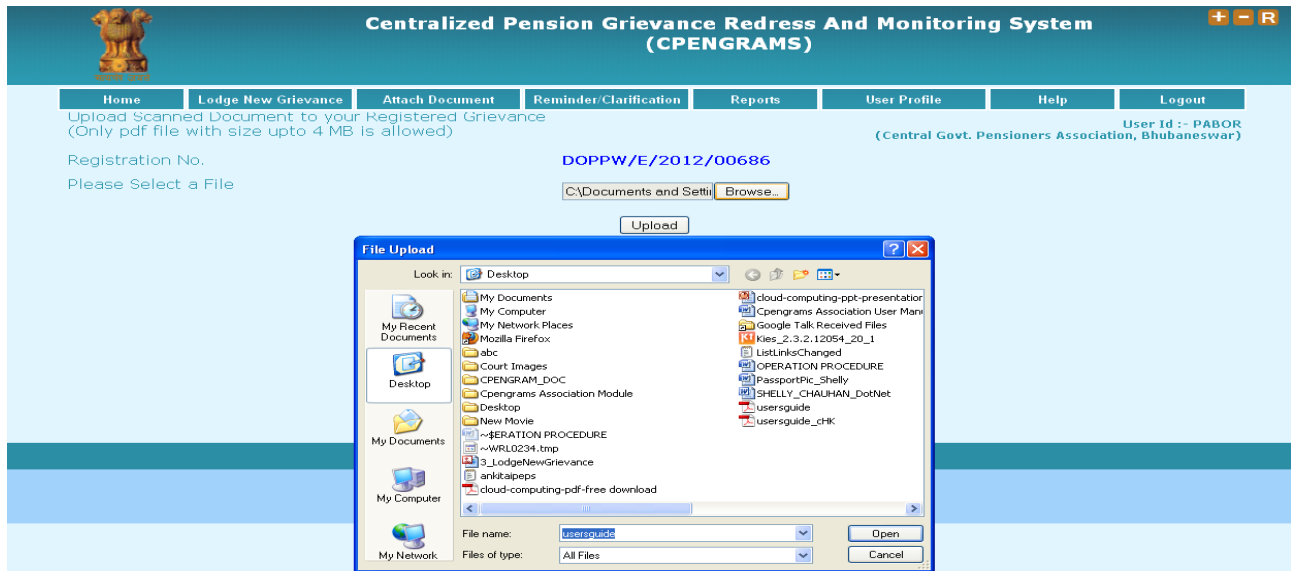 Centralized Pension Grievance Redress And Monitoring System
(CPENGRAMS)
+ - R
Home Lodge New Grievance Attach Document Reminder/Clarification Reports User Profile Help Logout
Upload Scanned Document to your Registered Grievance
(Only pdf file with size upto 4 MB is allowed)
User Id :- PABOR
(Central Govt. Pensioners Association, Bhubaneswar)
Registration No. DOPPW/E/2012/00686
Please Select a File C:\Documents and Setti Browse...
Upload
File Upload
Look in: Desktop
My Recent Documents
Desktop
My Documents
My Computer
My Network
My Documents
My Computer
My Network Places
Mozilla Firefox
abc
Court Images
CPENGRAM_DOC
Cpengrams Association Module
Desktop
New Movie
~$ERATION PROCEDURE
~WRL0234.tmp
3_LodgeNewGrievance
ankitaipeps
cloud-computing-pdf-free download
cloud-computing-ppt-presentation
Cpengrams Association User Man
Google Talk Received Files
Kies_2.3.2.12054_20_1
ListLinksChanged
OPERATION PROCEDURE
PassportPic_Shelly
SHELLY_CHAUHAN_DotNet
usersguide
usersguide_cHK
File name: usersguide Open
Files of type: All Files Cancel